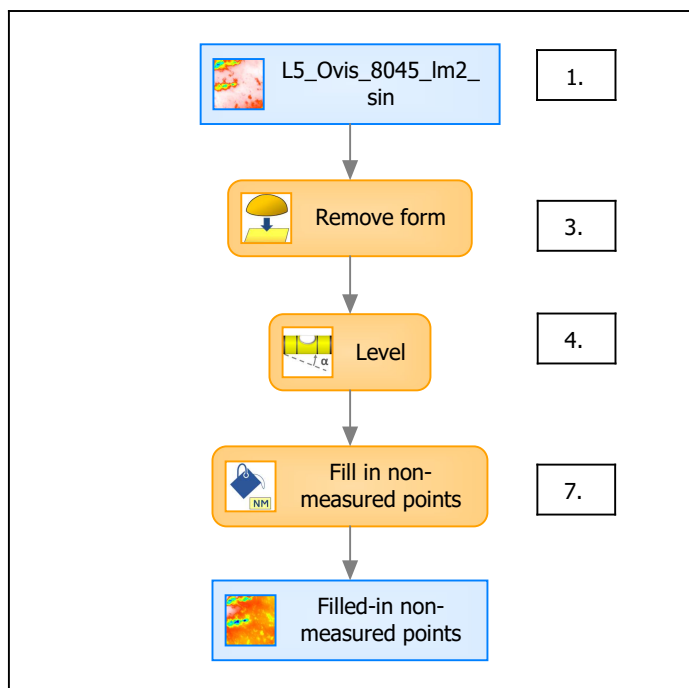 L5_Ovis_8045_lm2_
sin
1.
Remove form
3.
α
Level
4.
Fill in non-
measured points
NM
7.
Filled-in non-
measured points